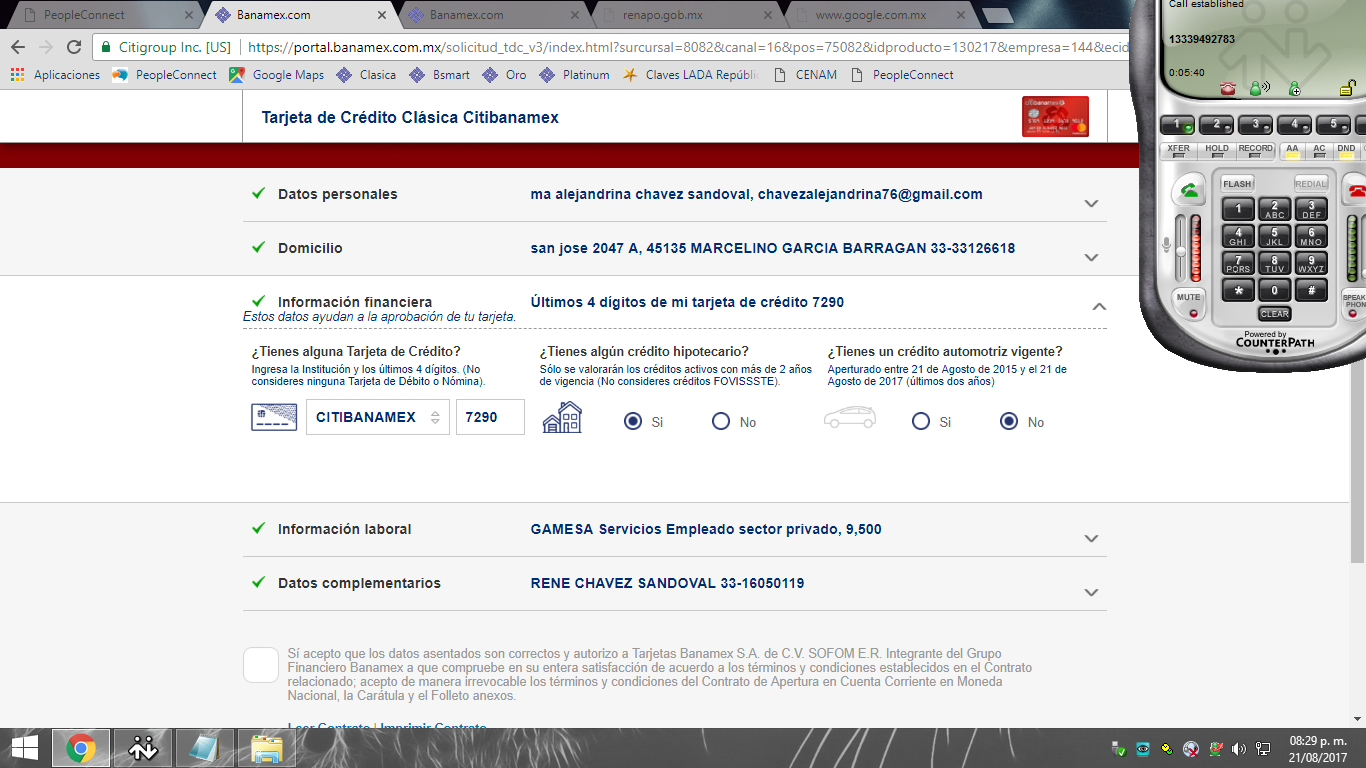 PeopleConnect
Banamex.com
Banamex.com
renapo.gob.mx
www.google.com.mx
Citigroup Inc. [US]
https://portal.banamex.com.mx/solicitud_tdc_v3/index.html?sursursal=8082&canal=16&pos=75082&idproducto=130217&empresa=144&ecid
Aplicaciones
PeopleConnect
Google Maps
Clasica
Bsmart
Oro
Platinum
Claves LADA Repúblic
CENAM
PeopleConnect
Call established
13339492783
0:05:40
1 2 3 4 5
XFER HOLD RECORD AA AC DND
FLASH REDIAL
1 2 ABC 3 DEF
4 GHI 5 JKL 6 MNO
7 PQRS 8 TUV 9 WXYZ
* 0 #
MUTE
CLEAR
SPEAK
PHON
Powered by
COUNTERPATH
Tarjeta de Crédito Clásica Citibanamex
Datos personales
ma alejandrina chavez sandoval, chavezalejandrina76@gmail.com
Domicilio
san jose 2047 A, 45135 MARCELINO GARCIA BARRAGAN 33-33126618
Información financiera
Últimos 4 dígitos de mi tarjeta de crédito 7290
Estos datos ayudan a la aprobación de tu tarjeta.
¿Tienes alguna Tarjeta de Crédito?
Ingresa la Institución y los últimos 4 dígitos. (No
consideres ninguna Tarjeta de Débito o Nómina).
CITIBANAMEX
7290
¿Tienes algún crédito hipotecario?
Sólo se valorarán los créditos activos con más de 2 años
de vigencia (No consideres créditos FOVISSSTE).
Si
No
¿Tienes un crédito automotriz vigente?
Aperturado entre 21 de Agosto de 2015 y el 21 de
Agosto de 2017 (últimos dos años)
Si
No
Información laboral
GAMESA Servicios Empleado sector privado, 9,500
Datos complementarios
RENE CHAVEZ SANDOVAL 33-16050119
Sí acepto que los datos asentados son correctos y autorizo a Tarjetas Banamex S.A. de C.V. SOFOM E.R. Integrante del Grupo
Financiero Banamex a que compruebe en su entera satisfacción de acuerdo a los términos y condiciones establecidos en el Contrato
relacionado; acepto de manera irrevocable los términos y condiciones del Contrato de Apertura en Cuenta Corriente en Moneda
Nacional, la Carátula y el Folleto anexos.
Leer Contrato | Imprimir Contrato
08:29 p. m.
21/08/2017